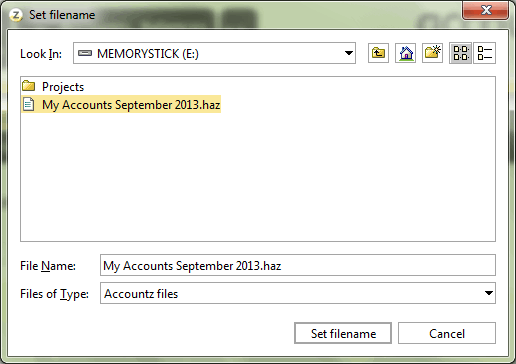 Set filename
Look In: MEMORYSTICK (E:)
Projects
My Accounts September 2013.haz
File Name: My Accounts September 2013.haz
Files of Type: Accountz files
Set filename Cancel